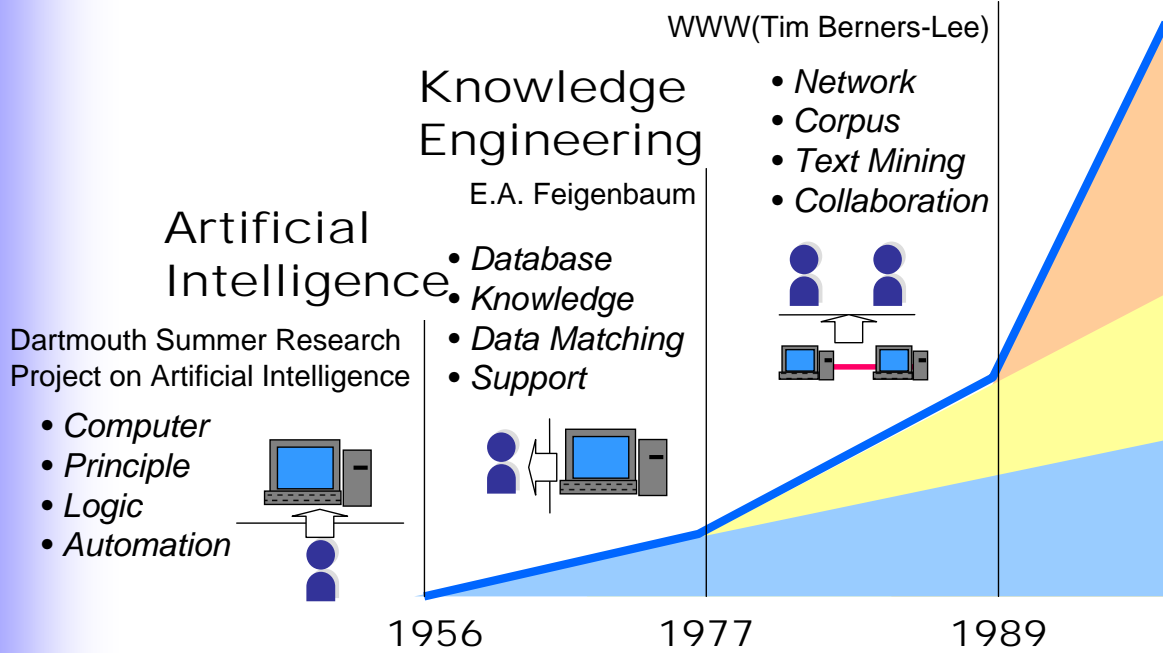 WWW(Tim Berners-Lee)
• Network
• Corpus
• Text Mining
• Collaboration
Knowledge
Engineering
E.A. Feigenbaum
• Database
• Knowledge
• Data Matching
• Support
Artificial
Intelligence
Dartmouth Summer Research
Project on Artificial Intelligence
• Computer
• Principle
• Logic
• Automation
1956
1977
1989